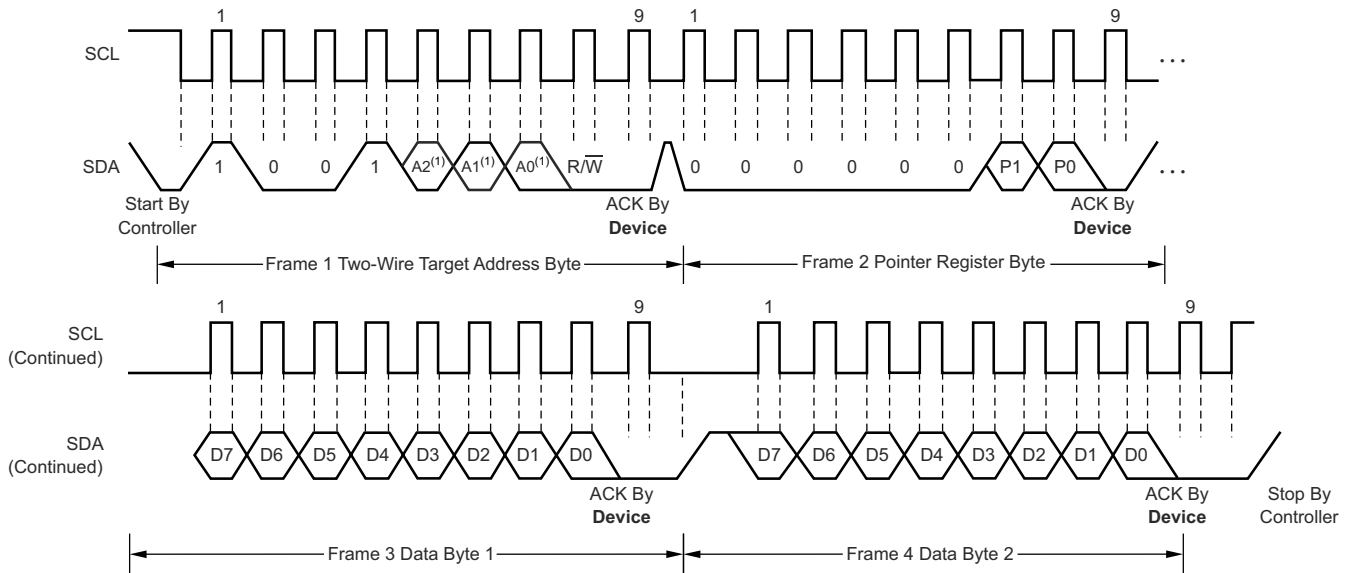 1 9 1 9
SCL ...
SDA 1 0 0 1 A2(1) A1(1) A0(1) R/W̅ 0 0 0 0 0 0 P1 P0 ...
Start By
Controller
ACK By
Device
ACK By
Device
Frame 1 Two-Wire Target Address Byte
Frame 2 Pointer Register Byte
1 9 1 9
SCL
(Continued)
SDA
(Continued)
D7 D6 D5 D4 D3 D2 D1 D0 D7 D6 D5 D4 D3 D2 D1 D0
ACK By
Device
ACK By
Device
Stop By
Controller
Frame 3 Data Byte 1
Frame 4 Data Byte 2